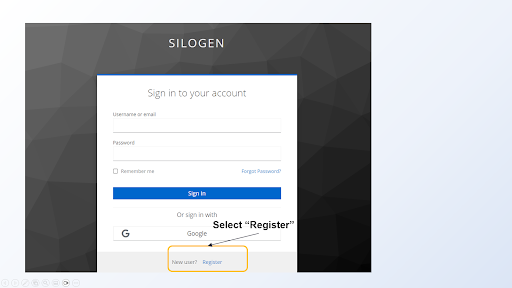 SILOGEN
Sign in to your account
Username or email
Password
Remember me
Forgot Password?
Sign in
Or sign in with
Select “Register”
Google
New user? Register